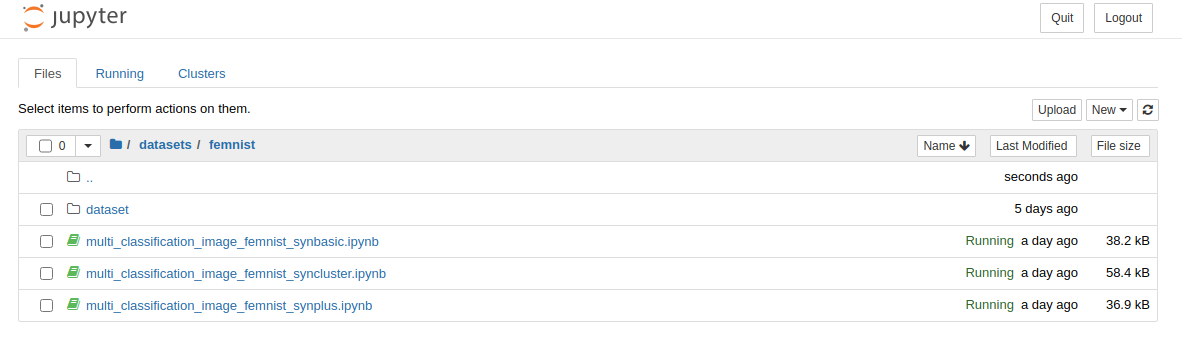 jupyter Quit Logout
Files Running Clusters
Select items to perform actions on them. Upload New
0 / datasets / femnist Name Last Modified File size
.. seconds ago
dataset 5 days ago
multi_classification_image_femnist_synbasic.ipynb Running a day ago 38.2 kB
multi_classification_image_femnist_syncluster.ipynb Running a day ago 58.4 kB
multi_classification_image_femnist_synplus.ipynb Running a day ago 36.9 kB